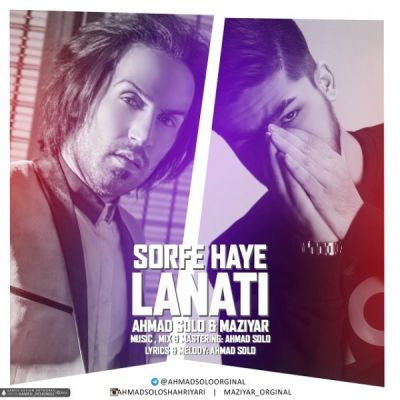 SORFE HAYE
LANATI
AHMAD SOLO & MAZIYAR
MUSIC , MIX & MASTERING: AHMAD SOLO
LYRICS & MELODY: AHMAD SOLO
@AHMADSOLOORGINAL
AHMADSOLOSHAHRIYARI | MAZIYAR_ORGINAL